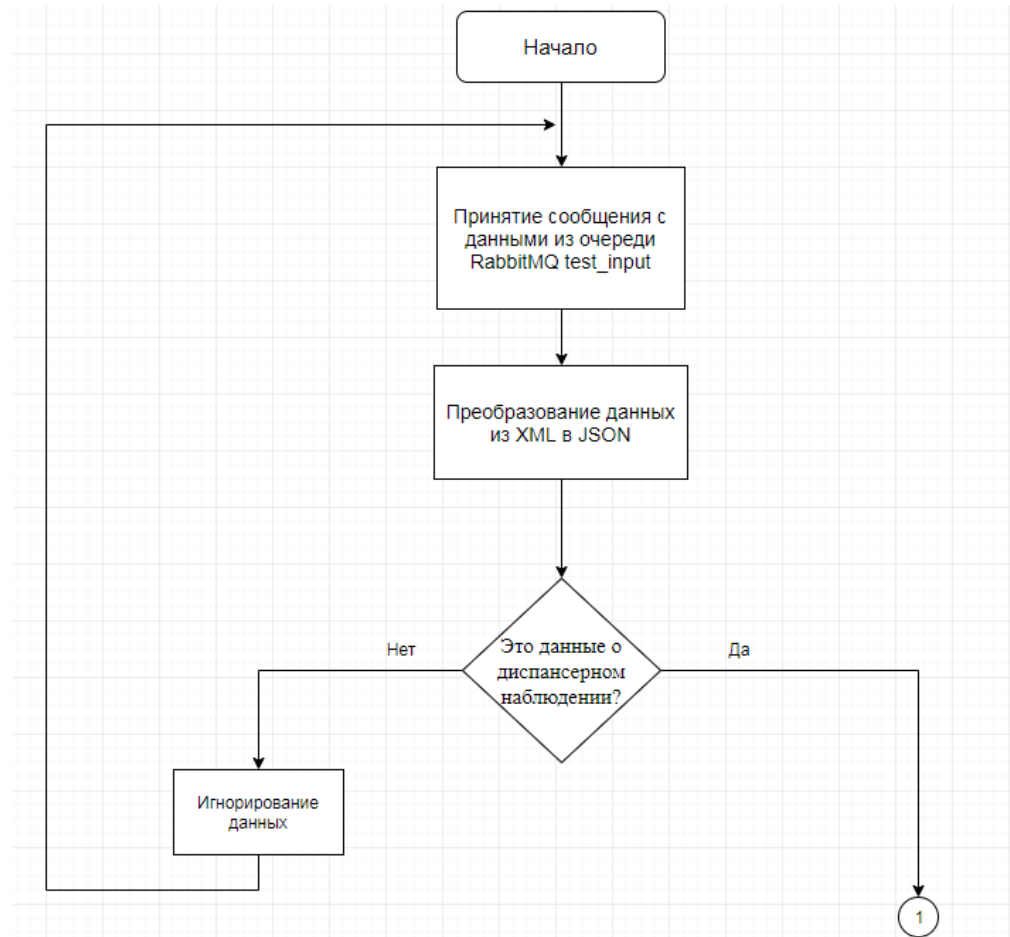 Начало
Принятие сообщения с
данными из очереди
RabbitMQ test_input
Преобразование данных
из XML в JSON
Это данные о
диспансерном
наблюдении?
Нет
Да
Игнорирование
данных
1